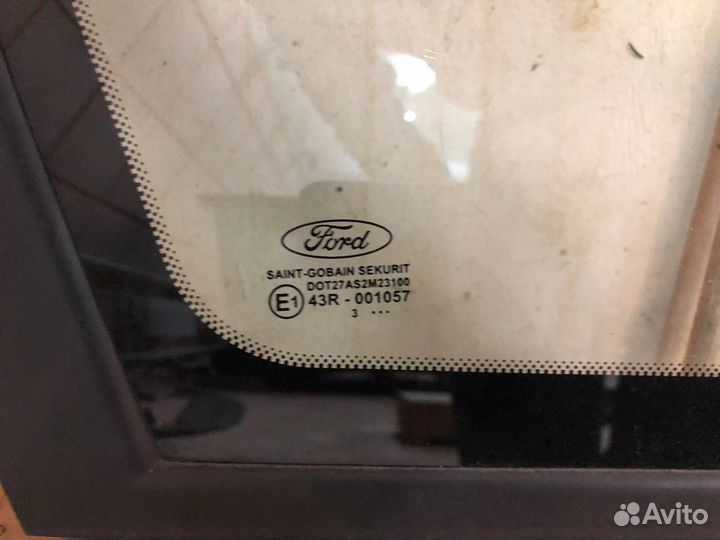 Ford
SAINT-GOBAIN SEKURIT
DOT27AS2M23100
E1 43R - 001057
3 ...
Avito